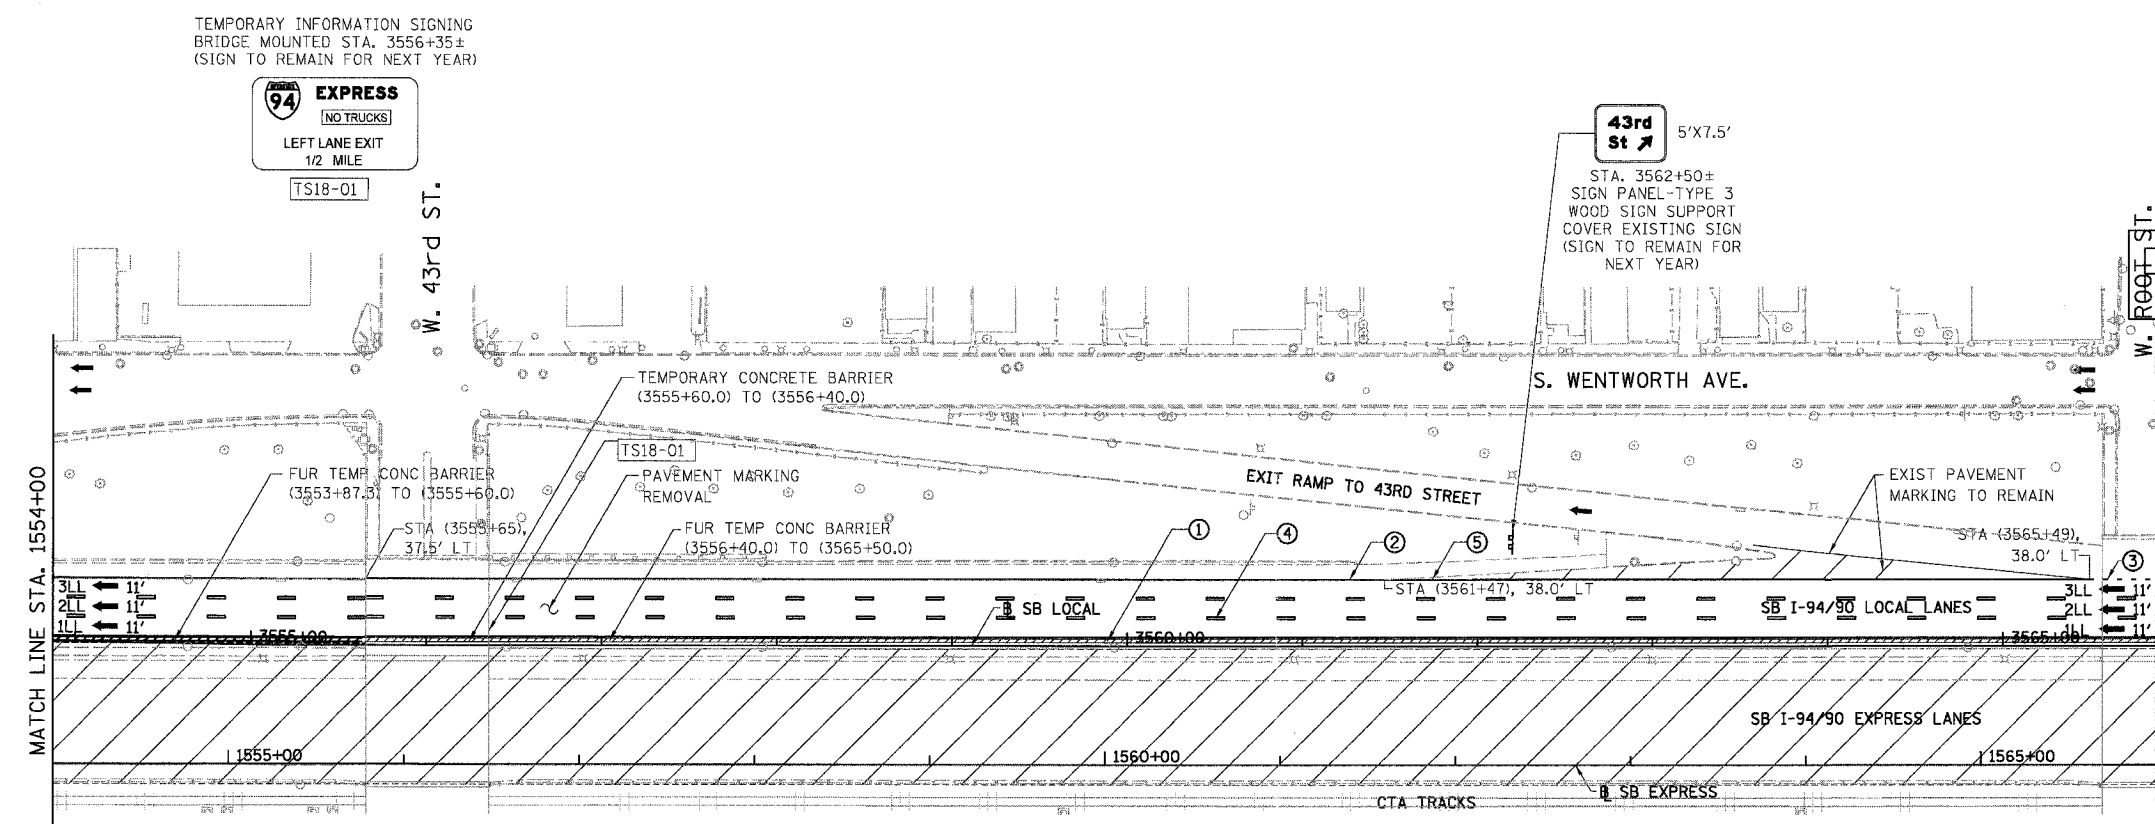 TEMPORARY INFORMATION SIGNING
BRIDGE MOUNTED STA. 3556+35±
(SIGN TO REMAIN FOR NEXT YEAR)
94
EXPRESS
NO TRUCKS
LEFT LANE EXIT
1/2 MILE
TS18-01
W. 43rd ST.
43rd
St
5'X7.5'
STA. 3562+50±
SIGN PANEL-TYPE 3
WOOD SIGN SUPPORT
COVER EXISTING SIGN
(SIGN TO REMAIN FOR
NEXT YEAR)
W. ROOT ST.
S. WENTWORTH AVE.
TEMPORARY CONCRETE BARRIER
(3555+60.0) TO (3556+40.0)
TS18-01
FUR TEMP CONC BARRIER
(3553+87.3) TO (3555+60.0)
PAVEMENT MARKING
REMOVAL
EXIT RAMP TO 43RD STREET
EXIST PAVEMENT
MARKING TO REMAIN
STA (3555+65),
37.5' LT
FUR TEMP CONC BARRIER
(3556+40.0) TO (3565+50.0)
1
4
2
5
STA (3565+49),
38.0' LT
3
STA (3561+47), 38.0' LT
MATCH LINE STA. 1554+00
3LL 11'
2LL 11'
1LL 11'
B SB LOCAL
SB I-94/90 LOCAL LANES
3LL 11'
2LL 11'
1LL 11'
3555+00
3560+00
3565+00
SB I-94/90 EXPRESS LANES
1555+00
1560+00
1565+00
B SB EXPRESS
CTA TRACKS